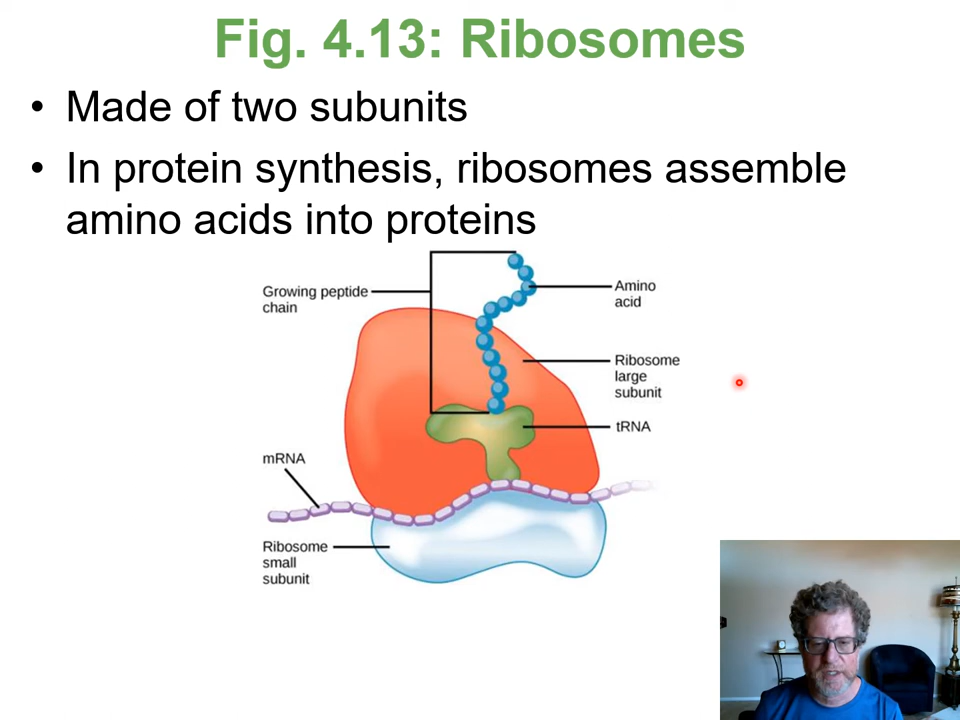 Fig. 4.13: Ribosomes
• Made of two subunits
• In protein synthesis, ribosomes assemble
amino acids into proteins
Growing peptide
chain
Amino
acid
Ribosome
large
subunit
tRNA
mRNA
Ribosome
small
subunit